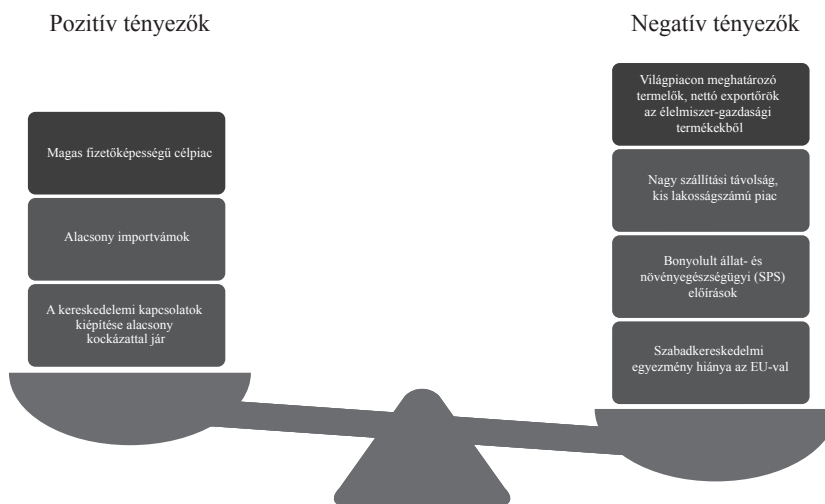 Pozitív tényezők
Magas fizetőképességű célpiac
Alacsony importvámok
A kereskedelmi kapcsolatok
kiépítése alacsony
kockázattal jár
Negatív tényezők
Világpiacon meghatározó
termelők, nettó exportőrök
az élelmiszer-gazdasági
termékekből
Nagy szállítási távolság,
kis lakosságszámú piac
Bonyolult állat- és
növényegészségügyi (SPS)
előírások
Szabadkereskedelmi
egyezmény hiánya az EU-val